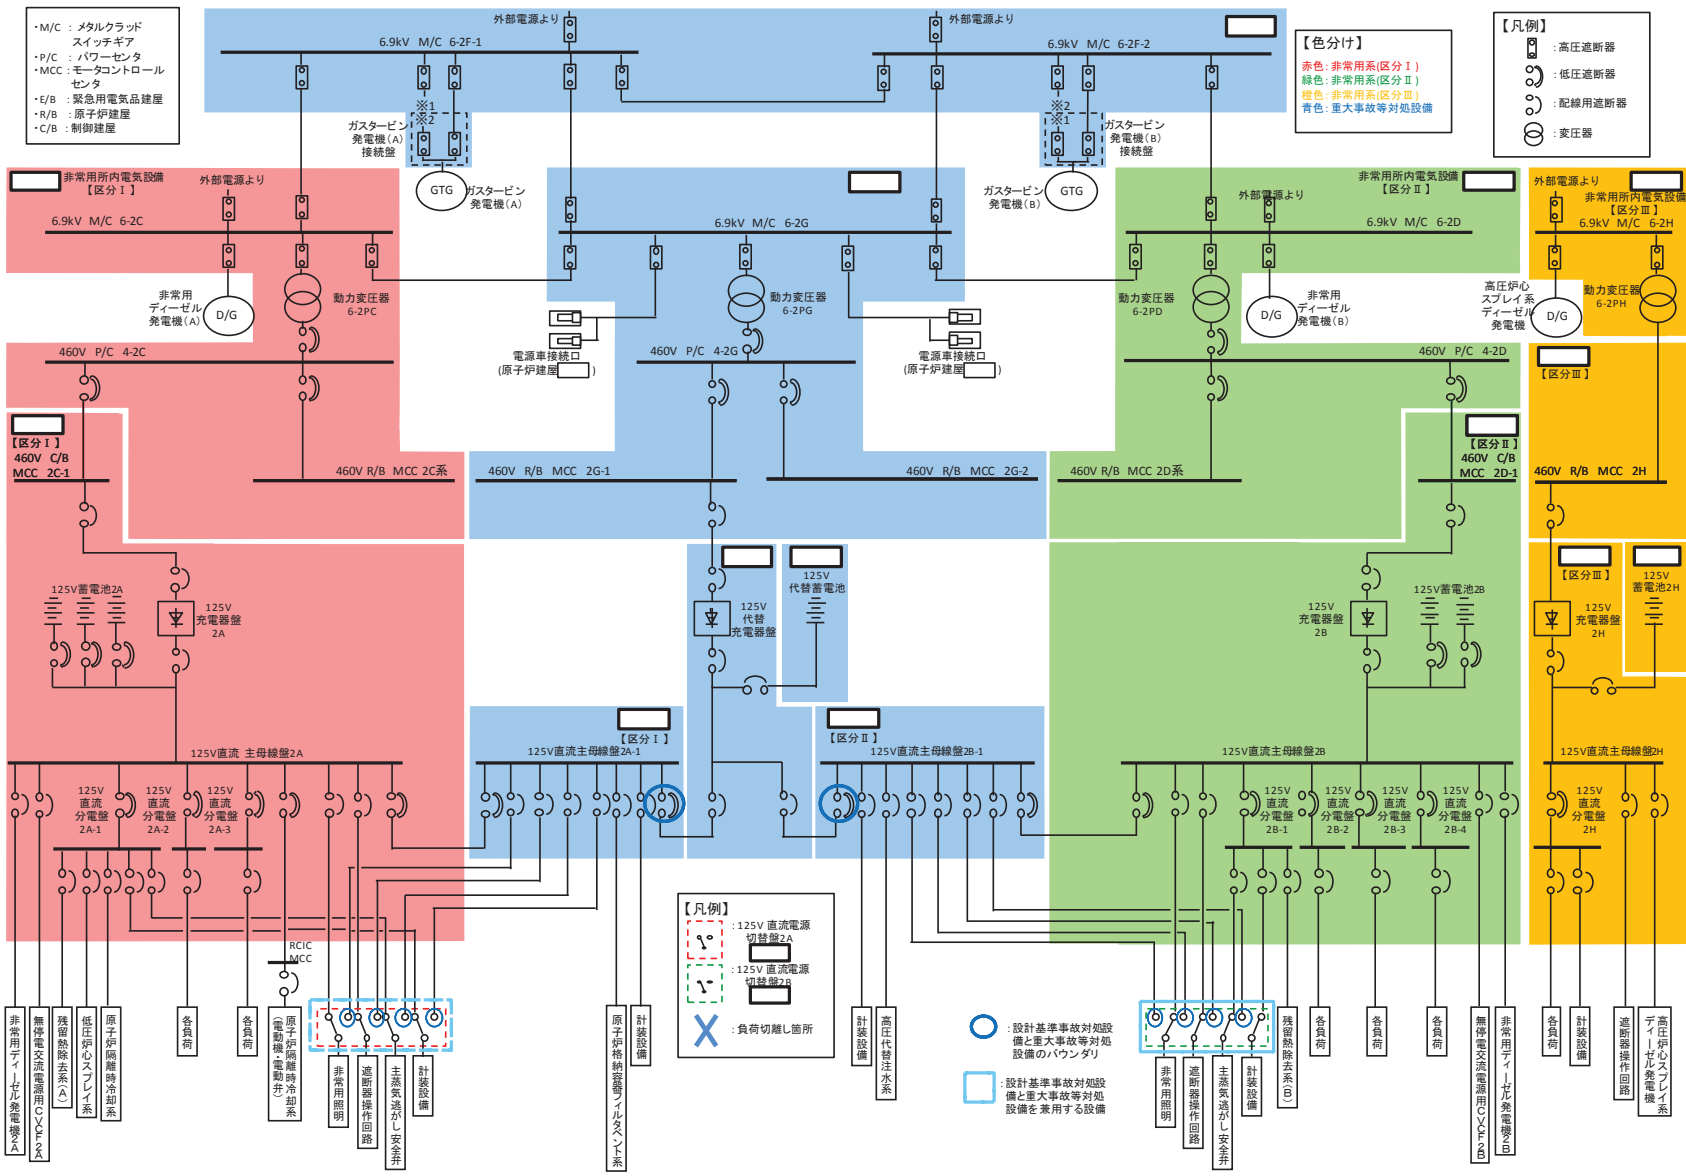 ・M/C ：メタルクラッド
スイッチギア
・P/C ：パワーセンタ
・MCC：モータコントロール
センタ
・E/B ：緊急用電気品建屋
・R/B ：原子炉建屋
・C/B ：制御建屋
外部電源より
6.9kV M/C 6-2F-1
外部電源より
6.9kV M/C 6-2F-2
【色分け】
赤色：非常用系(区分Ⅰ)
緑色：非常用系(区分Ⅱ)
橙色：非常用系(区分Ⅲ)
青色：重大事故等対処設備
【凡例】
：高圧遮断器
：低圧遮断器
：配線用遮断器
：変圧器
※1
※2
ガスタービン
発電機(A)
接続盤
GTG
ガスタービン
発電機(A)
※2
※1
ガスタービン
発電機(B)
接続盤
GTG
ガスタービン
発電機(B)
非常用所内電気設備
【区分Ⅰ】
外部電源より
6.9kV M/C 6-2C
非常用
ディーゼル
発電機(A)
D/G
動力変圧器
6-2PC
460V P/C 4-2C
6.9kV M/C 6-2G
動力変圧器
6-2PG
電源車接続口
(原子炉建屋 )
460V P/C 4-2G
電源車接続口
(原子炉建屋 )
非常用所内電気設備
【区分Ⅱ】
外部電源より
6.9kV M/C 6-2D
動力変圧器
6-2PD
D/G
非常用
ディーゼル
発電機(B)
460V P/C 4-2D
外部電源より
非常用所内電気設備
【区分Ⅲ】
6.9kV M/C 6-2H
高圧炉心
スプレイ系
ディーゼル
発電機
D/G
動力変圧器
6-2PH
【区分Ⅲ】
【区分Ⅰ】
460V C/B
MCC 2C-1
460V R/B MCC 2C系
460V R/B MCC 2G-1
460V R/B MCC 2G-2
460V R/B MCC 2D系
【区分Ⅱ】
460V C/B
MCC 2D-1
460V R/B MCC 2H
125V蓄電池2A
125V
充電器盤
2A
125V
代替
充電器盤
125V
代替蓄電池
125V
充電器盤
2B
125V蓄電池2B
【区分Ⅲ】
125V
充電器盤
2H
125V
蓄電池2H
125V直流 主母線盤2A
【区分Ⅰ】
125V直流主母線盤2A-1
【区分Ⅱ】
125V直流主母線盤2B-1
125V直流主母線盤2B
125V直流主母線盤2H
125V
直流
分電盤
2A-1
125V
直流
分電盤
2A-2
125V
直流
分電盤
2A-3
125V
直流
分電盤
2B-1
125V
直流
分電盤
2B-2
125V
直流
分電盤
2B-3
125V
直流
分電盤
2B-4
125V
直流
分電盤
2H
RCIC
MCC
【凡例】
：125V 直流電源
切替盤2A
：125V 直流電源
切替盤2B
：負荷切離し箇所
：設計基準事故対処設
備と重大事故等対処
設備のバウンダリ
：設計基準事故対処設
備と重大事故等対処
設備を兼用する設備
非常用ディーゼル発電機2A
無停電交流電源用CVCF2A
残留熱除去系(A)
低圧炉心スプレイ系
原子炉隔離時冷却系
各負荷
各負荷
原子炉隔離時冷却系
(電動機・電動弁)
非常用照明
遮断器操作回路
主蒸気逃がし安全弁
計装設備
原子炉格納容器フィルタベント系
計装設備
計装設備
高圧代替注水系
非常用照明
遮断器操作回路
主蒸気逃がし安全弁
計装設備
残留熱除去系(B)
各負荷
各負荷
各負荷
無停電交流電源用CVCF2B
非常用ディーゼル発電機2B
各負荷
計装設備
遮断器操作回路
高圧炉心スプレイ系
ディーゼル発電機